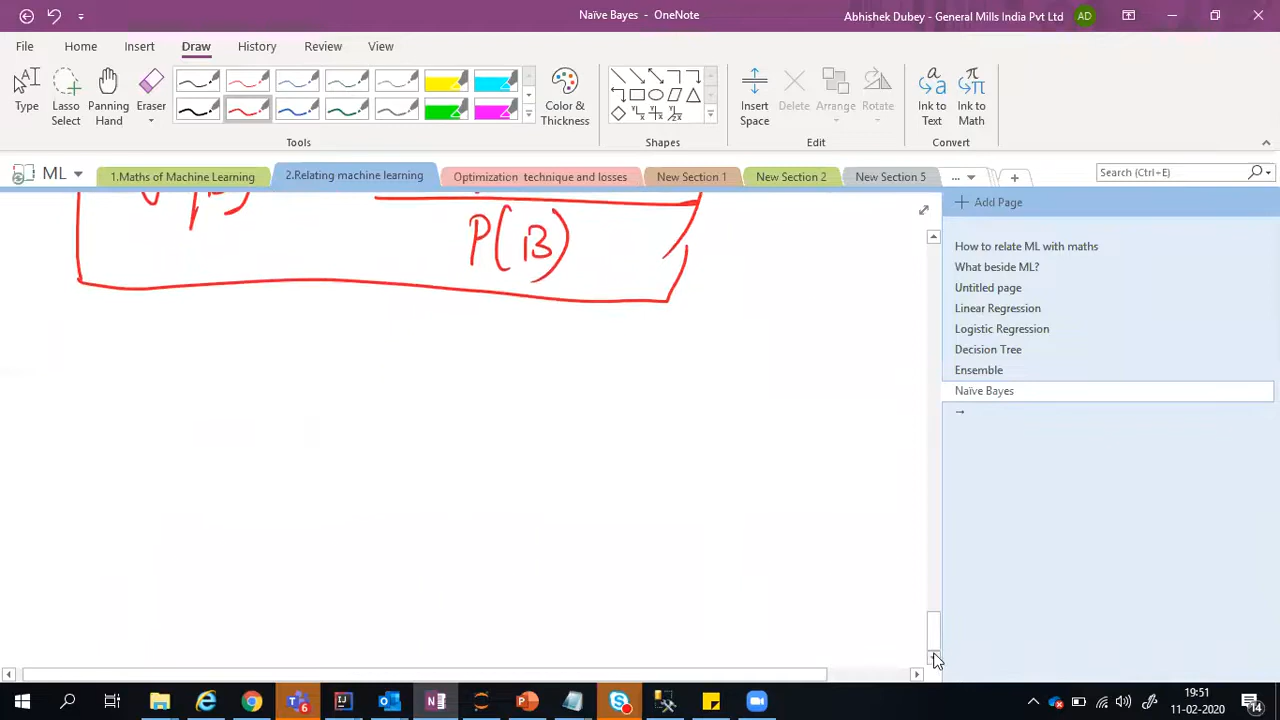 Naïve Bayes - OneNote
Abhishek Dubey - General Mills India Pvt Ltd AD
File Home Insert Draw History Review View
Type
Lasso Select
Panning Hand
Eraser
Color & Thickness
Insert Space
Delete
Arrange
Rotate
Ink to Text
Ink to Math
Tools Shapes Edit Convert
ML 1.Maths of Machine Learning 2.Relating machine learning Optimization technique and losses New Section 1 New Section 2 New Section 5 ... Search (Ctrl+E)
Add Page
How to relate ML with maths
What beside ML?
Untitled page
Linear Regression
Logistic Regression
Decision Tree
Ensemble
Naïve Bayes
→
P(B)
19:51
11-02-2020
6
14